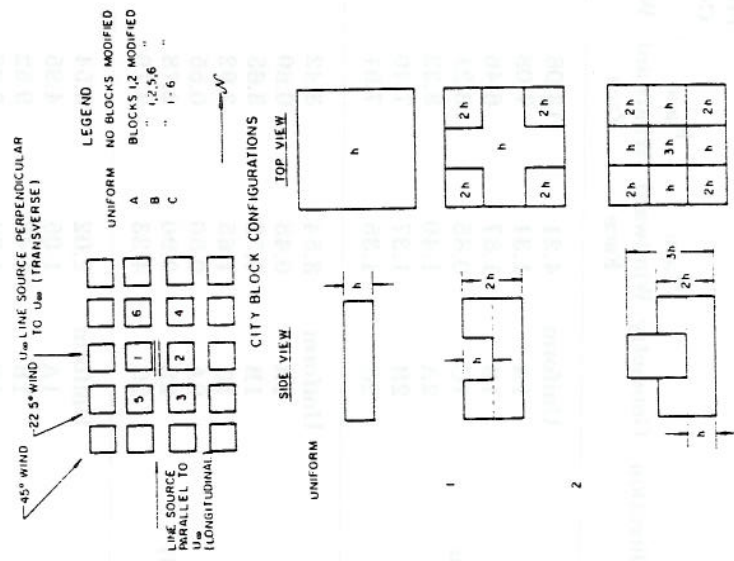 -45° WIND
-22 5° WIND
U∞ LINE SOURCE PERPENDICULAR
TO U∞ (TRANSVERSE)
6
1
5
4
2
3
LINE SOURCE
PARALLEL TO
U∞
(LONGITUDINAL)
LEGEND
UNIFORM NO BLOCKS MODIFIED
A BLOCKS 1,2 MODIFIED
B " 1,2,5,6 "
C " 1-6 "
N
CITY BLOCK CONFIGURATIONS
SIDE VIEW
TOP VIEW
UNIFORM
h
h
1
h
2h
2h
2h
h
2h
2h
2
h
2h
3h
2h
h
2h
h
3h
h
2h
h
2h